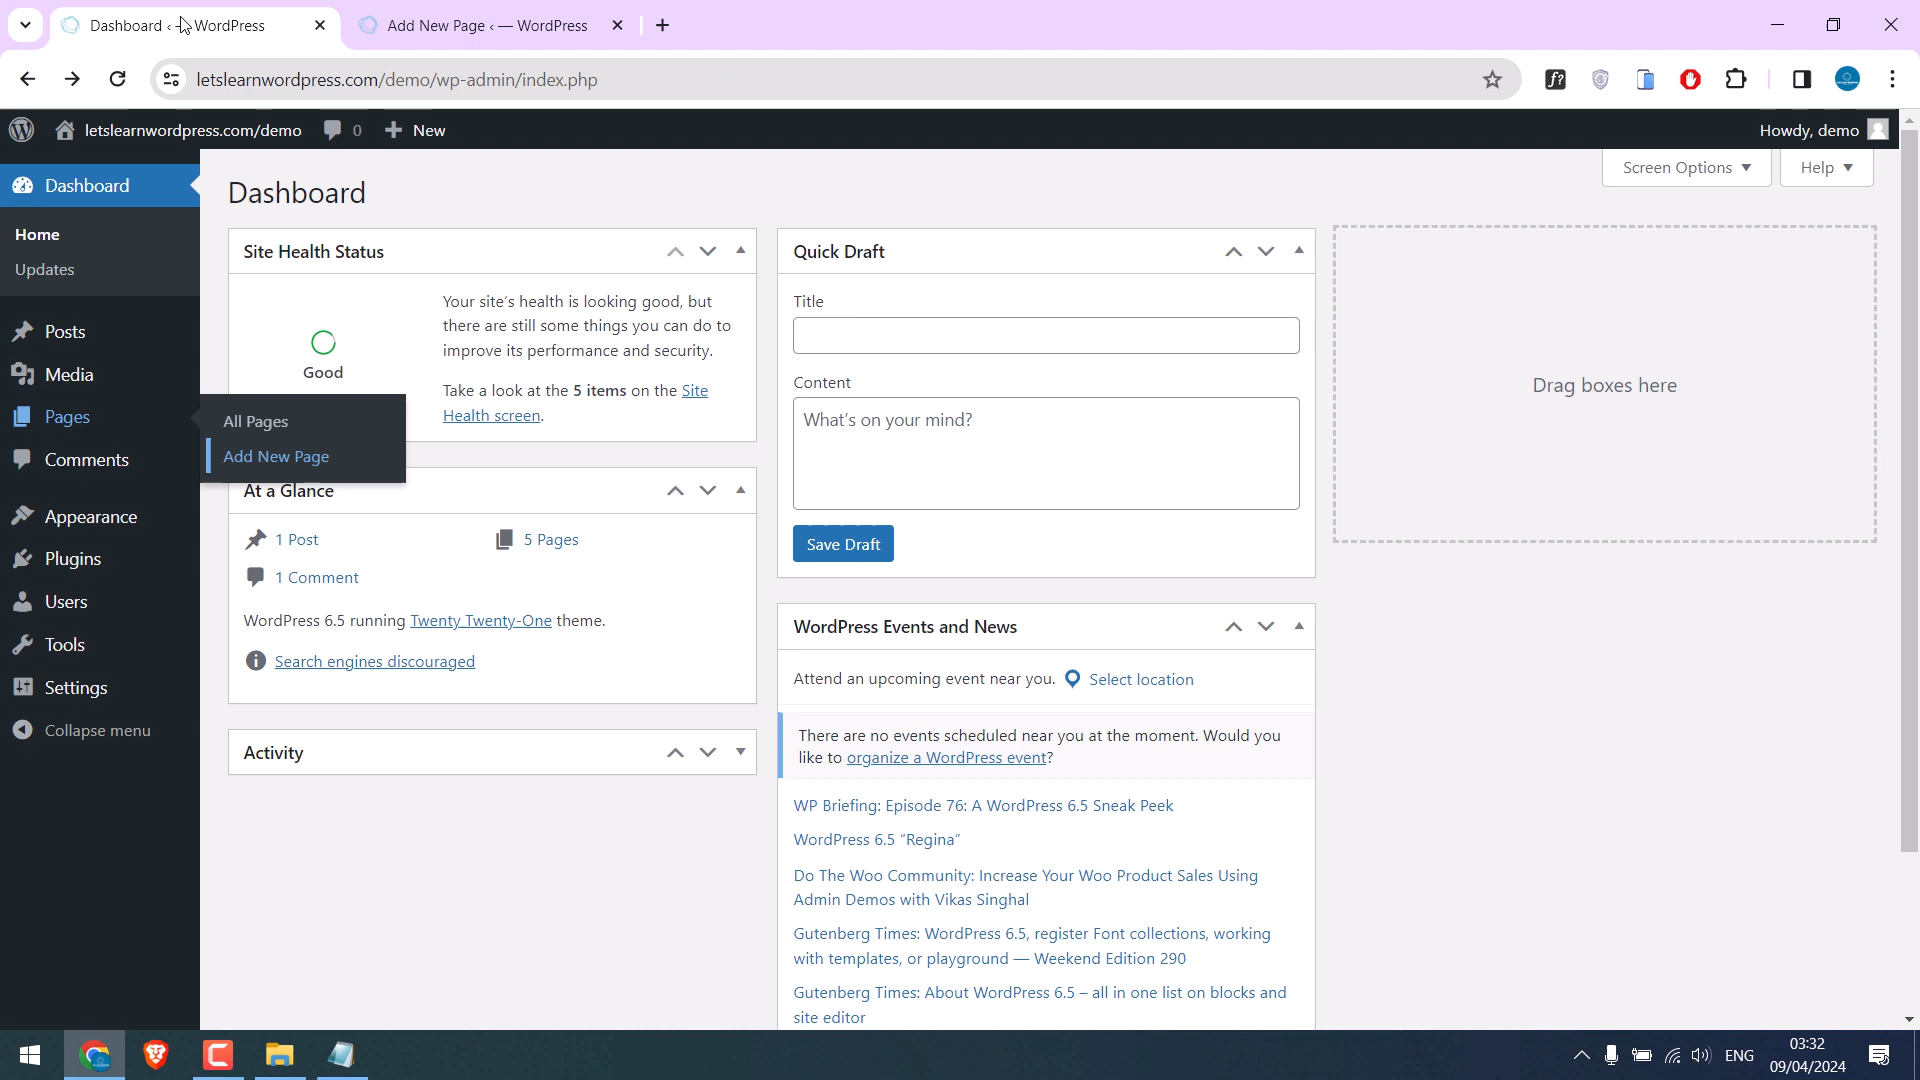 Dashboard ‹ — WordPress
Add New Page ‹ — WordPress
letslearnwordpress.com/demo/wp-admin/index.php
f?
letslearnwordpress.com/demo
0
New
Howdy, demo
Dashboard
Home
Updates
Posts
Media
Pages
Comments
Appearance
Plugins
Users
Tools
Settings
Collapse menu
All Pages
Add New Page
Screen Options
Help
Dashboard
Site Health Status
Good
Your site's health is looking good, but
there are still some things you can do to
improve its performance and security.
Take a look at the 5 items on the Site
Health screen.
At a Glance
1 Post
5 Pages
1 Comment
WordPress 6.5 running Twenty Twenty-One theme.
Search engines discouraged
Activity
Quick Draft
Title
Content
What's on your mind?
Save Draft
WordPress Events and News
Attend an upcoming event near you.
Select location
There are no events scheduled near you at the moment. Would you
like to organize a WordPress event?
WP Briefing: Episode 76: A WordPress 6.5 Sneak Peek
WordPress 6.5 “Regina”
Do The Woo Community: Increase Your Woo Product Sales Using
Admin Demos with Vikas Singhal
Gutenberg Times: WordPress 6.5, register Font collections, working
with templates, or playground — Weekend Edition 290
Gutenberg Times: About WordPress 6.5 – all in one list on blocks and
site editor
Drag boxes here
ENG
03:32
09/04/2024